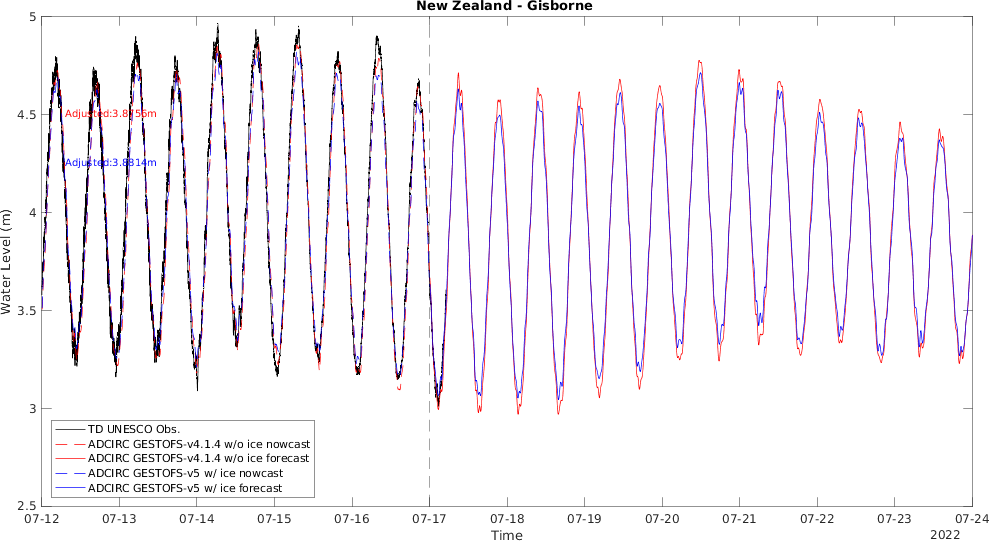 New Zealand - Gisborne
Water Level (m)
5
4.5
4
3.5
3
2.5
Adjusted:3.8756m
Adjusted:3.8814m
TD UNESCO Obs.
ADCIRC GESTOFS-v4.1.4 w/o ice nowcast
ADCIRC GESTOFS-v4.1.4 w/o ice forecast
ADCIRC GESTOFS-v5 w/ ice nowcast
ADCIRC GESTOFS-v5 w/ ice forecast
07-12 07-13 07-14 07-15 07-16 07-17 07-18 07-19 07-20 07-21 07-22 07-23 07-24
Time
2022